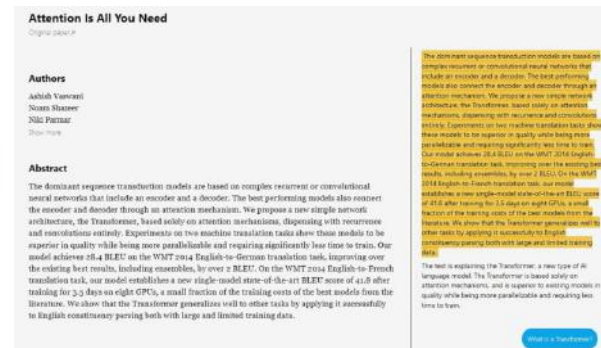 Attention Is All You Need
Original paper
Authors
Ashish Vaswani
Noam Shazeer
Niki Parmar
Show more
Abstract
The dominant sequence transduction models are based on complex recurrent or convolutional
neural networks that include an encoder and a decoder. The best performing models also connect
the encoder and decoder through an attention mechanism. We propose a new simple network
architecture, the Transformer, based solely on attention mechanisms, dispensing with recurrence
and convolutions entirely. Experiments on two machine translation tasks show these models to be
superior in quality while being more parallelizable and requiring significantly less time to train. Our
model achieves 28.4 BLEU on the WMT 2014 English-to-German translation task, improving over
the existing best results, including ensembles, by over 2 BLEU. On the WMT 2014 English-to-French
translation task, our model establishes a new single-model state-of-the-art BLEU score of 41.8 after
training for 3.5 days on eight GPUs, a small fraction of the training costs of the best models from the
literature. We show that the Transformer generalizes well to other tasks by applying it successfully
to English constituency parsing both with large and limited training data.
The dominant sequence transduction models are based on
complex recurrent or convolutional neural networks that
include an encoder and a decoder. The best performing
models also connect the encoder and decoder through an
attention mechanism. We propose a new simple network
architecture, the Transformer, based solely on attention
mechanisms, dispensing with recurrence and convolutions
entirely. Experiments on two machine translation tasks show
these models to be superior in quality while being more
parallelizable and requiring significantly less time to train.
Our model achieves 28.4 BLEU on the WMT 2014 English-
to-German translation task, improving over the existing best
results, including ensembles, by over 2 BLEU. On the WMT
2014 English-to-French translation task, our model
establishes a new single-model state-of-the-art BLEU score
of 41.8 after training for 3.5 days on eight GPUs, a small
fraction of the training costs of the best models from the
literature. We show that the Transformer generalizes well to
other tasks by applying it successfully to English
constituency parsing both with large and limited training
data.
The text is explaining the Transformer, a new type of AI
language model. The Transformer is based solely on
attention mechanisms, and is superior to existing models in
quality while being more parallelizable and requiring less
time to train.
What is a Transformer?